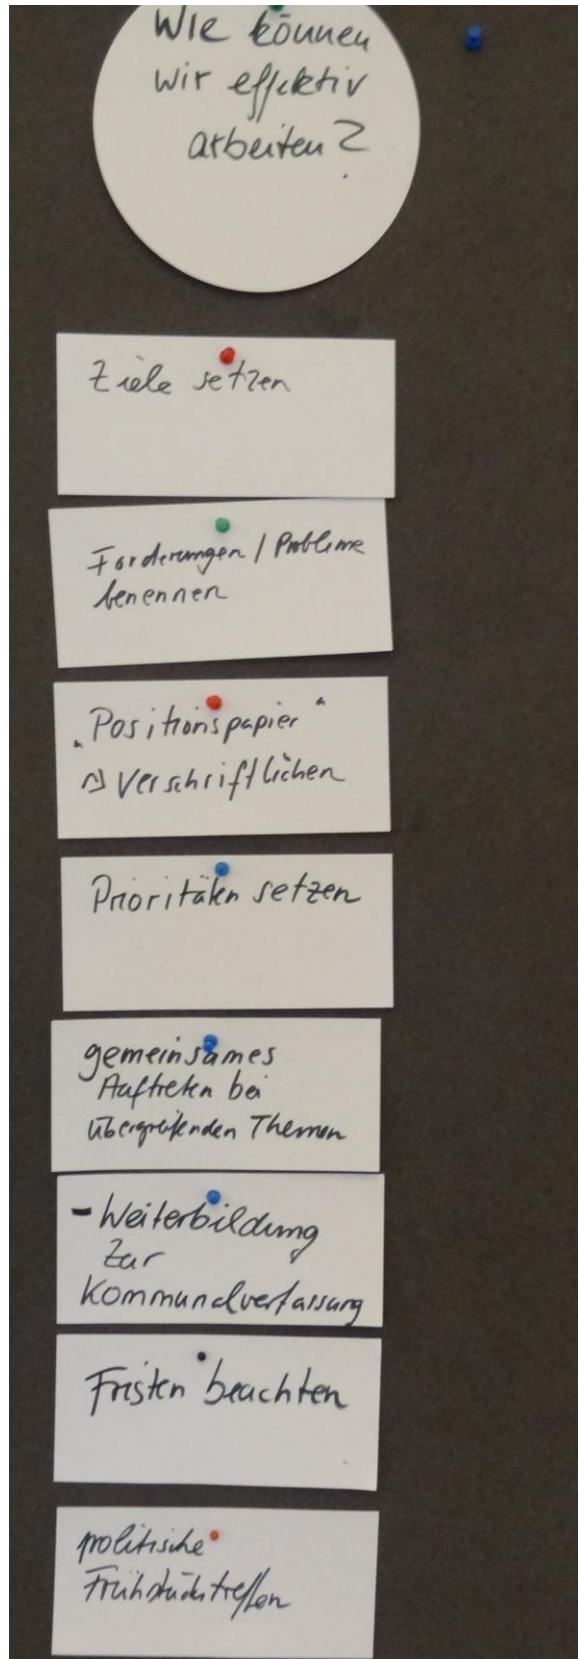 Wie können
wir effektiv
arbeiten?
Ziele setzen
Forderungen / Probleme
benennen
„Positionspapier“
=> Verschriftlichen
Prioritäten setzen
gemeinsames
Auftreten bei
übergreifenden Themen
- Weiterbildung
zur
Kommunalverfassung
Fristen beachten
politische
Frühstückstreffen